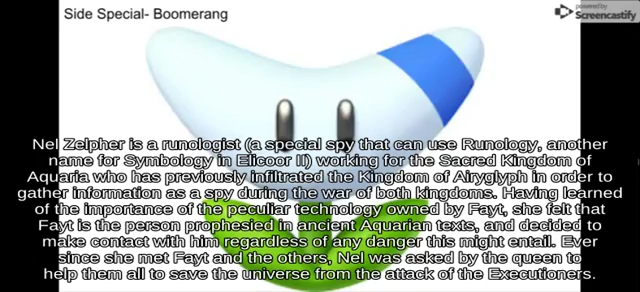 Side Special- Boomerang
powered by
Screencastify
Nel Zelpher is a runologist (a special spy that can use Runology, another
name for Symbology in Elicoor II) working for the Sacred Kingdom of
Aquaria who has previously infiltrated the Kingdom of Airyglyph in order to
gather information as a spy during the war of both kingdoms. Having learned
of the importance of the peculiar technology owned by Fayt, she felt that
Fayt is the person prophesied in ancient Aquarian texts, and decided to
make contact with him regardless of any danger this might entail. Ever
since she met Fayt and the others, Nel was asked by the queen to
help them all to save the universe from the attack of the Executioners.